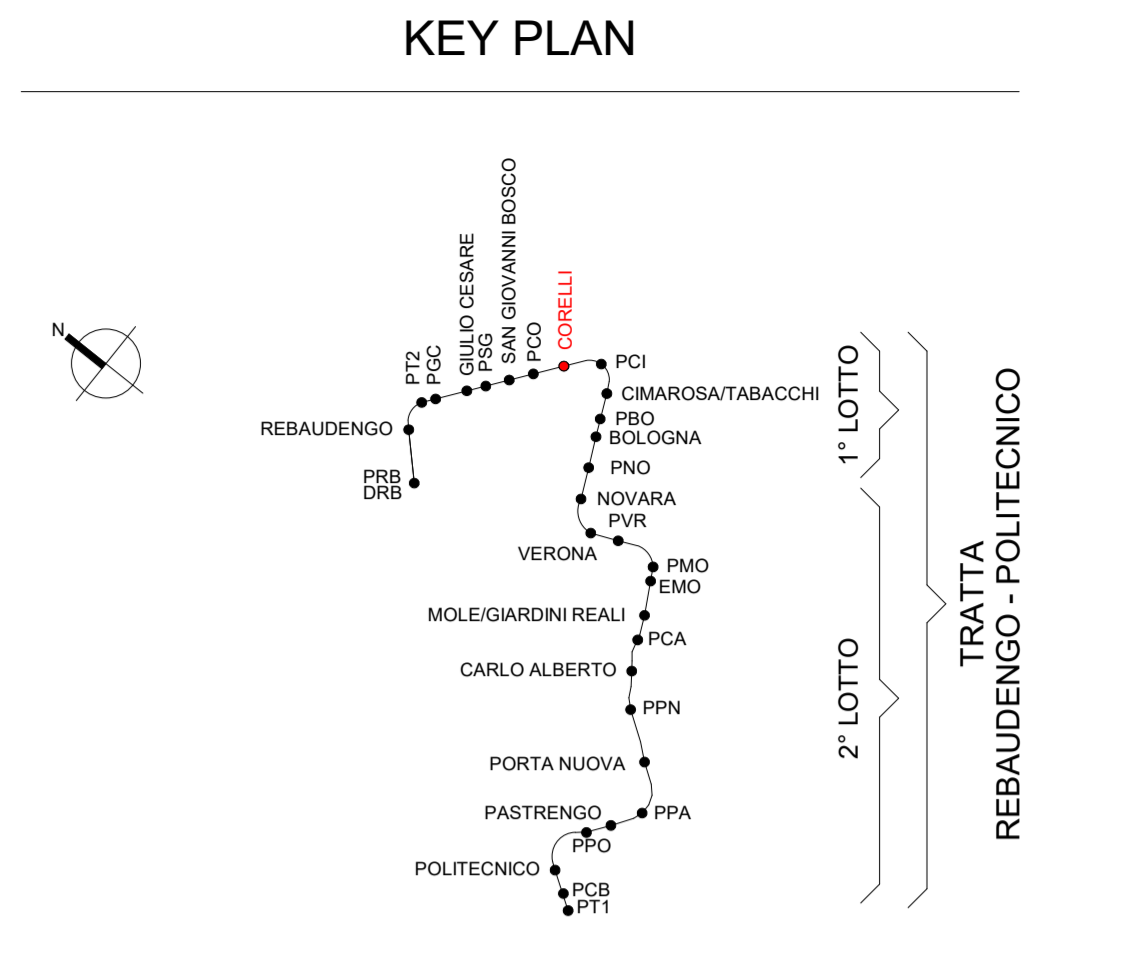 KEY PLAN
N
PT2
PGC
GIULIO CESARE
PSG
SAN GIOVANNI BOSCO
PCO
CORELLI
PCI
CIMAROSA/TABACCHI
PBO
BOLOGNA
PNO
NOVARA
PVR
VERONA
PMO
EMO
MOLE/GIARDINI REALI
PCA
CARLO ALBERTO
PPN
PORTA NUOVA
PASTRENGO
PPA
PPO
POLITECNICO
PCB
PT1
REBAUDENGO
PRB
DRB
1° LOTTO
2° LOTTO
TRATTA
REBAUDENGO - POLITECNICO